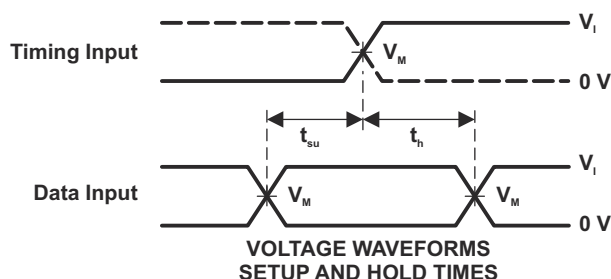 V_I
Timing Input
V_M
0 V
t_su
t_h
V_I
Data Input
V_M
V_M
0 V
VOLTAGE WAVEFORMS
SETUP AND HOLD TIMES